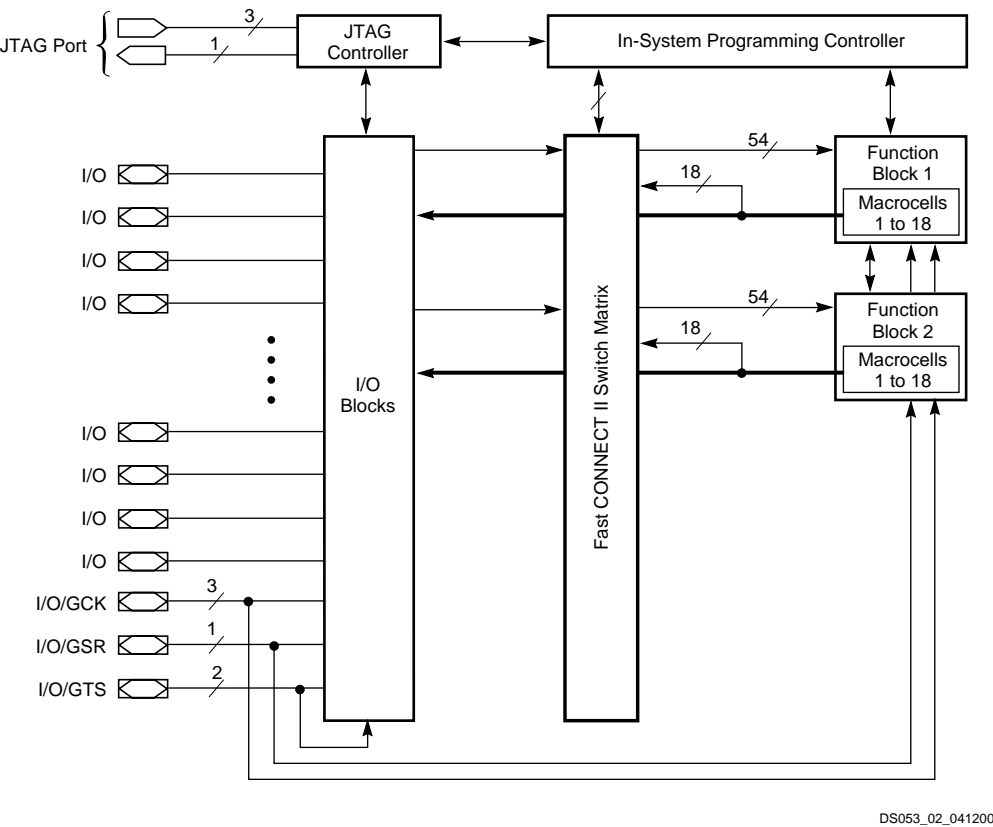 JTAG Port
3
1
JTAG
Controller
In-System Programming Controller
I/O
I/O
I/O
I/O
I/O
I/O
I/O
I/O
I/O/GCK
3
I/O/GSR
1
I/O/GTS
2
I/O
Blocks
Fast CONNECT II Switch Matrix
54
18
Function
Block 1
Macrocells
1 to 18
54
18
Function
Block 2
Macrocells
1 to 18
DS053_02_041200